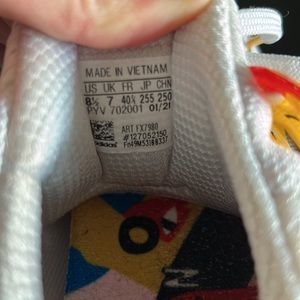 MADE IN VIETNAM
US UK FR JP CHN
8½ 7 40⅔ 255 250
PYV 702001 01/21
ART FX7980
#127052150
adidas